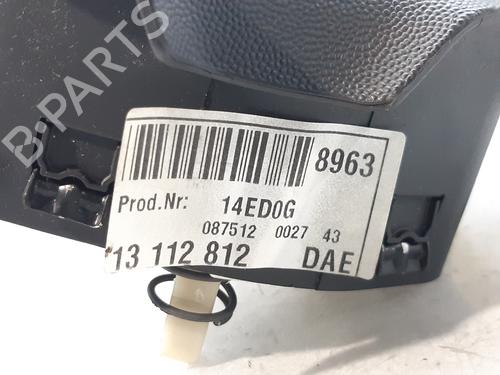 B-PARTS
8963
Prod.Nr: 14ED0G
087512 0027 43
13 112 812 DAE